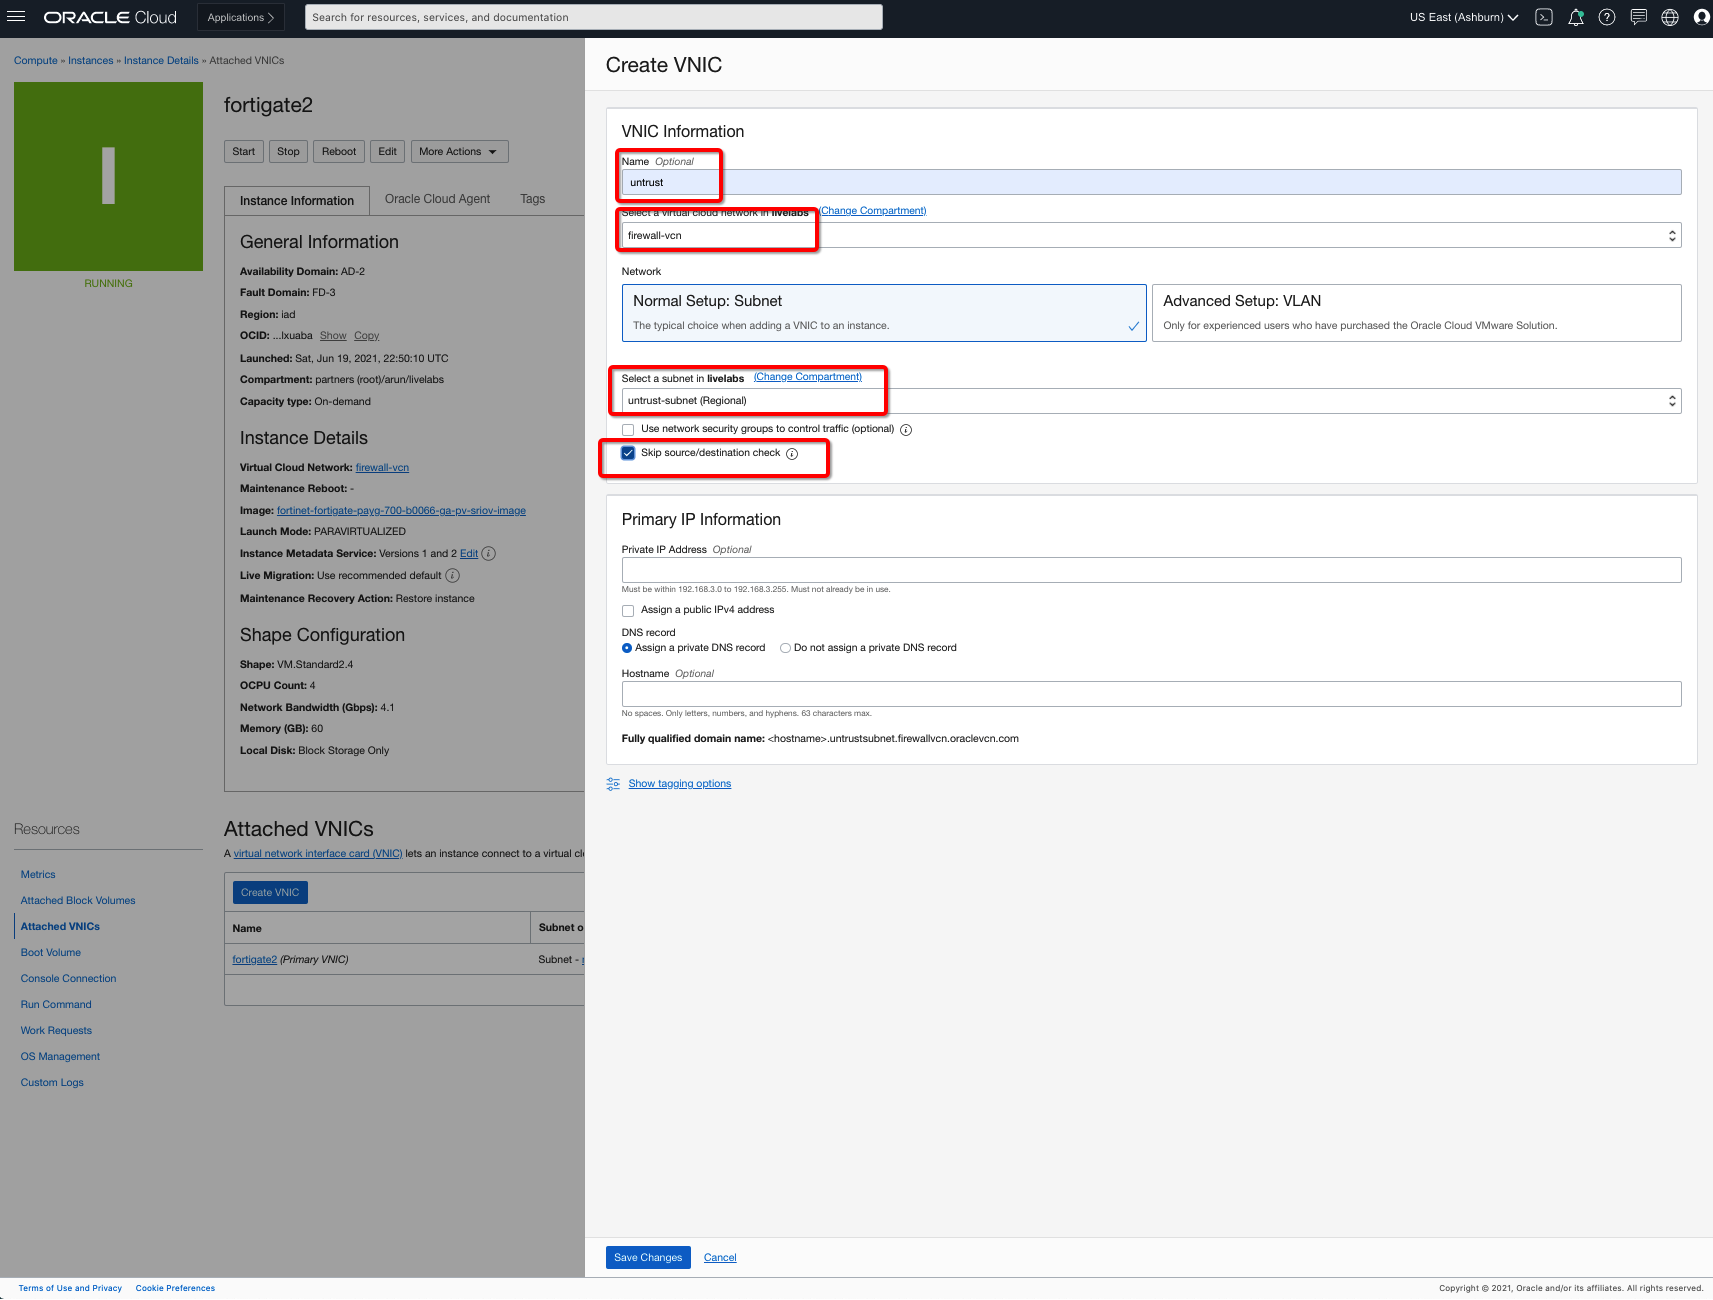 ORACLE Cloud
Applications
Search for resources, services, and documentation
US East (Ashburn)
Compute » Instances » Instance Details » Attached VNICs
I
RUNNING
fortigate2
Start
Stop
Reboot
Edit
More Actions
Instance Information
Oracle Cloud Agent
Tags
General Information
Availability Domain: AD-2
Fault Domain: FD-3
Region: iad
OCID: ...lxuaba Show Copy
Launched: Sat, Jun 19, 2021, 22:50:10 UTC
Compartment: partners (root)/arun/livelabs
Capacity type: On-demand
Instance Details
Virtual Cloud Network: firewall-vcn
Maintenance Reboot: -
Image: fortinet-fortigate-payg-700-b0066-ga-pv-sriov-image
Launch Mode: PARAVIRTUALIZED
Instance Metadata Service: Versions 1 and 2 Edit
Live Migration: Use recommended default
Maintenance Recovery Action: Restore instance
Shape Configuration
Shape: VM.Standard2.4
OCPU Count: 4
Network Bandwidth (Gbps): 4.1
Memory (GB): 60
Local Disk: Block Storage Only
Resources
Metrics
Attached Block Volumes
Attached VNICs
Boot Volume
Console Connection
Run Command
Work Requests
OS Management
Custom Logs
Attached VNICs
A virtual network interface card (VNIC) lets an instance connect to a virtual
Create VNIC
Name
Subnet
fortigate2 (Primary VNIC)
Subnet -
Create VNIC
VNIC Information
Name Optional
untrust
Select a virtual cloud network in livelabs (Change Compartment)
firewall-vcn
Network
Normal Setup: Subnet
The typical choice when adding a VNIC to an instance.
Advanced Setup: VLAN
Only for experienced users who have purchased the Oracle Cloud VMware Solution.
Select a subnet in livelabs (Change Compartment)
untrust-subnet (Regional)
Use network security groups to control traffic (optional)
Skip source/destination check
Primary IP Information
Private IP Address Optional
Must be within 192.168.3.0 to 192.168.3.255. Must not already be in use.
Assign a public IPv4 address
DNS record
Assign a private DNS record
Do not assign a private DNS record
Hostname Optional
No spaces. Only letters, numbers, and hyphens. 63 characters max.
Fully qualified domain name: <hostname>.untrustsubnet.firewallvcn.oraclevcn.com
Show tagging options
Save Changes
Cancel
Terms of Use and Privacy
Cookie Preferences
Copyright © 2021, Oracle and/or its affiliates. All rights reserved.